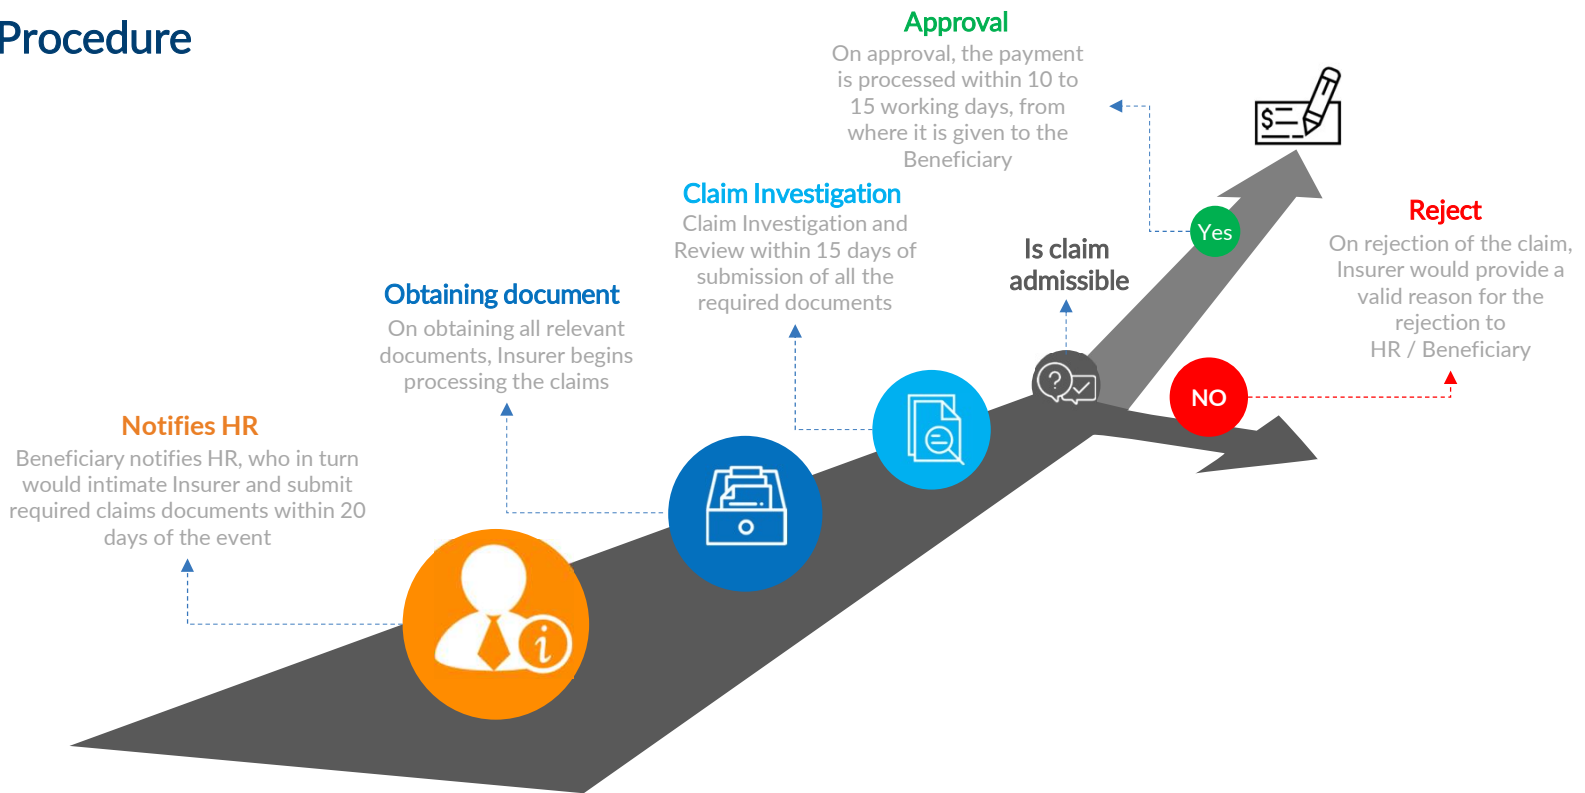 Procedure
Approval
On approval, the payment
is processed within 10 to
15 working days, from
where it is given to the
Beneficiary
Claim Investigation
Claim Investigation and
Review within 15 days of
submission of all the
required documents
Yes
Reject
On rejection of the claim,
Insurer would provide a
valid reason for the
rejection to
HR / Beneficiary
Is claim
admissible
Obtaining document
On obtaining all relevant
documents, Insurer begins
processing the claims
NO
Notifies HR
Beneficiary notifies HR, who in turn
would intimate Insurer and submit
required claims documents within 20
days of the event
$
?
i